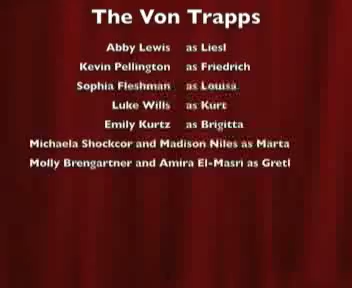 The Von Trapps
Abby Lewis as Liesl
Kevin Pellington as Friedrich
Sophia Fleshman as Louisa
Luke Wills as Kurt
Emily Kurtz as Brigitta
Michaela Shockcor and Madison Niles as Marta
Molly Brengartner and Amira El-Masri as Gretl